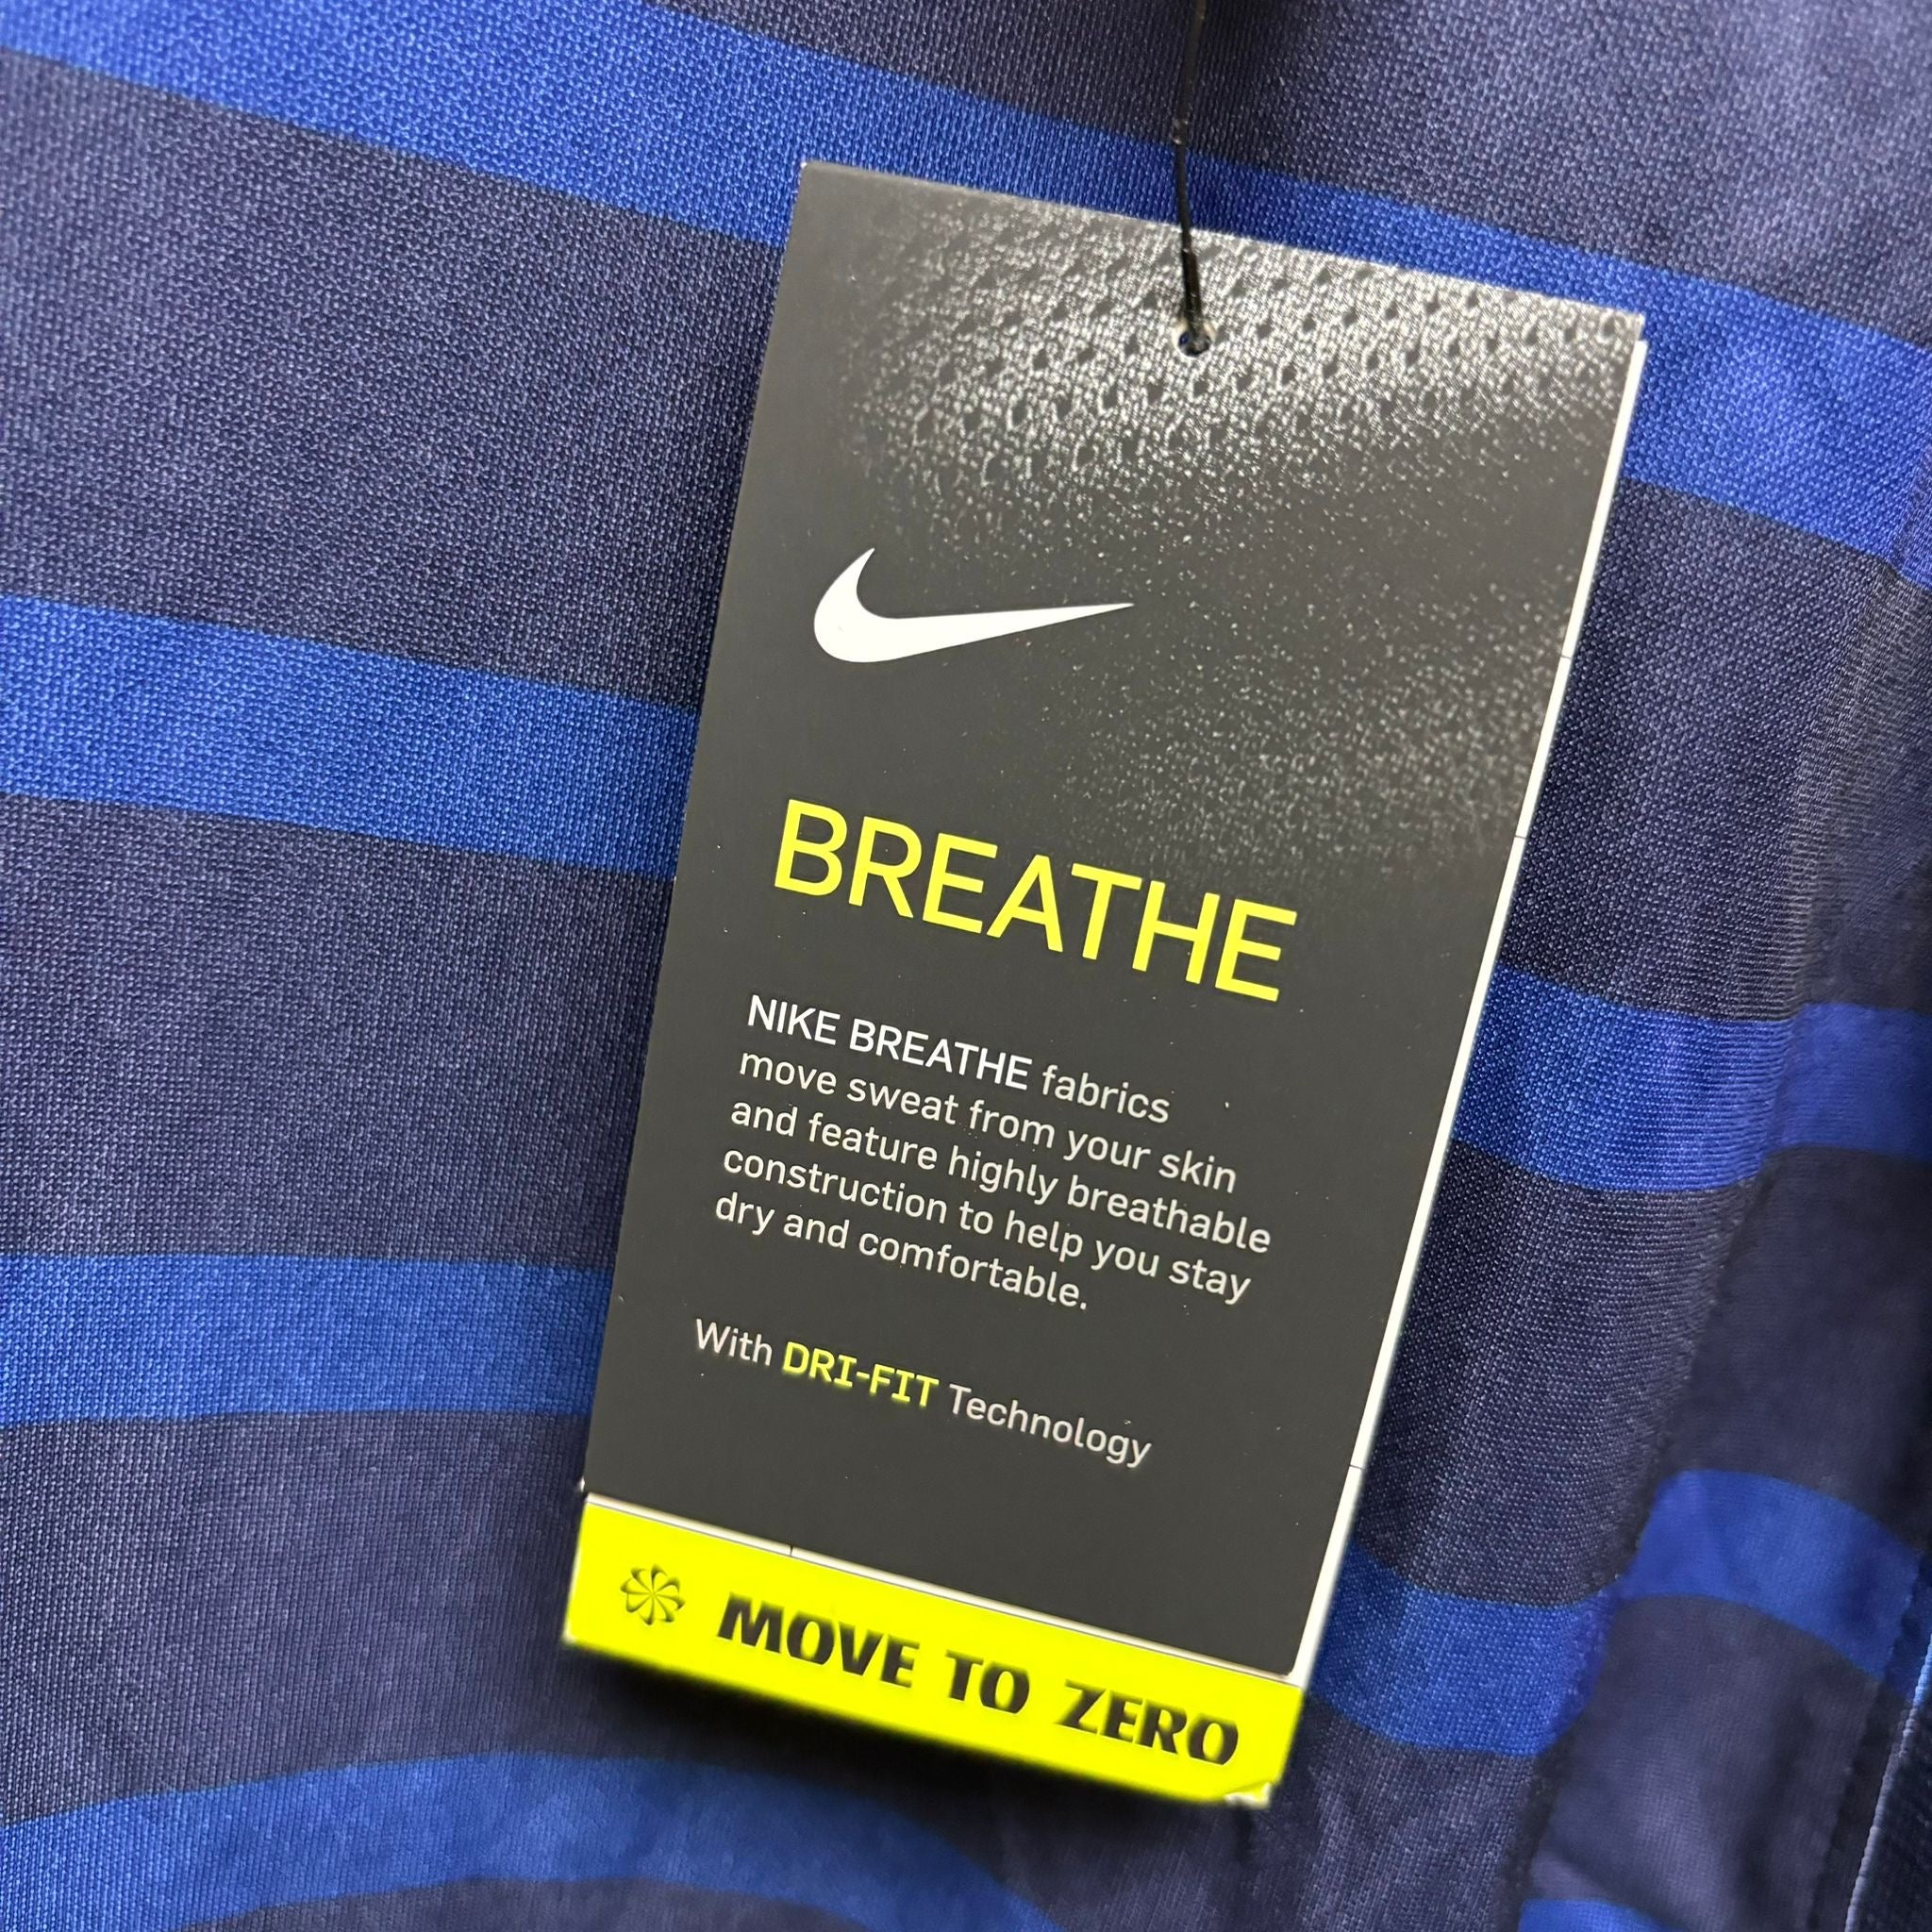 BREATHE
NIKE BREATHE fabrics
move sweat from your skin
and feature highly breathable
construction to help you stay
dry and comfortable.
With DRI-FIT Technology
MOVE TO ZERO